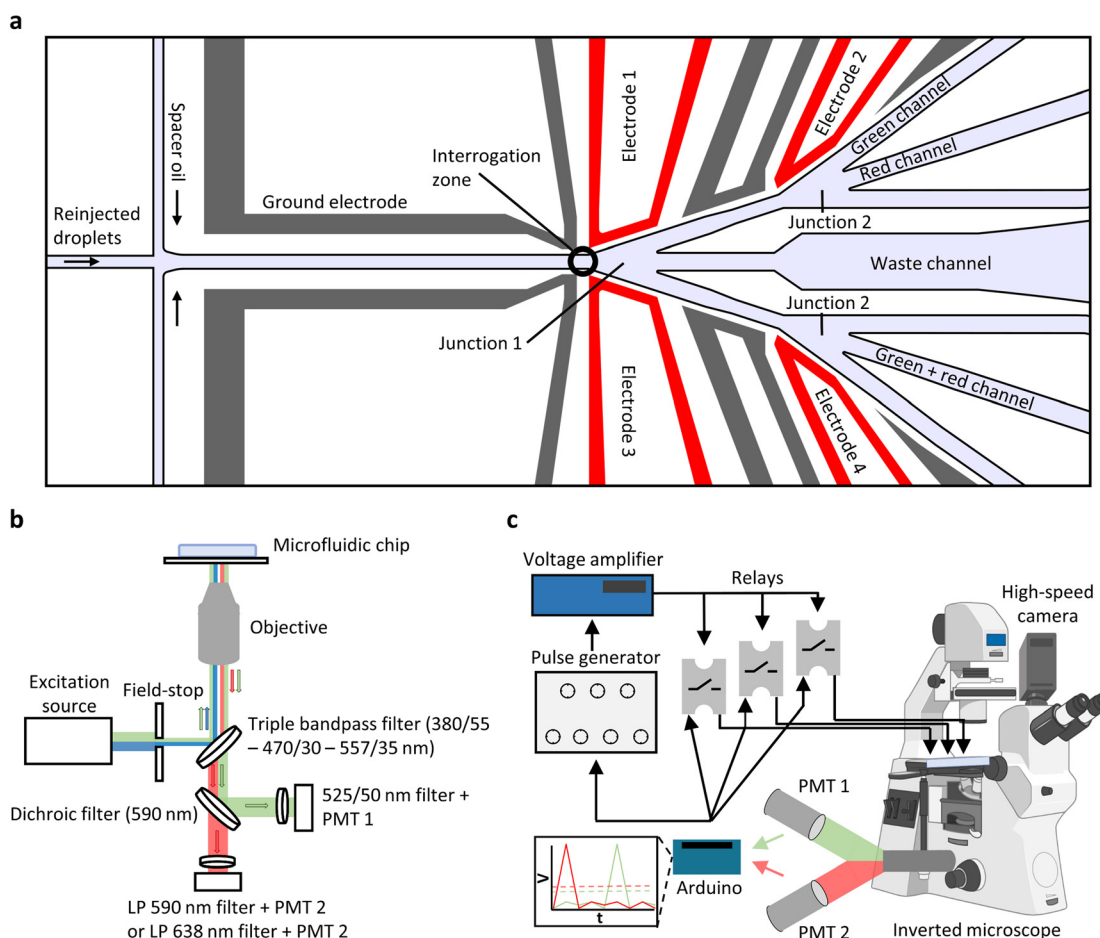 a
Spacer oil
Reinjected
droplets
Ground electrode
Interrogation
zone
Junction 1
Electrode 1
Electrode 2
Electrode 3
Electrode 4
Green channel
Red channel
Junction 2
Waste channel
Junction 2
Green + red channel
b
Microfluidic chip
Objective
Excitation
source
Field-stop
Triple bandpass filter (380/55
– 470/30 – 557/35 nm)
Dichroic filter (590 nm)
525/50 nm filter +
PMT 1
LP 590 nm filter + PMT 2
or LP 638 nm filter + PMT 2
c
Voltage amplifier
Relays
High-speed
camera
Pulse generator
PMT 1
V
t
Arduino
PMT 2
Inverted microscope